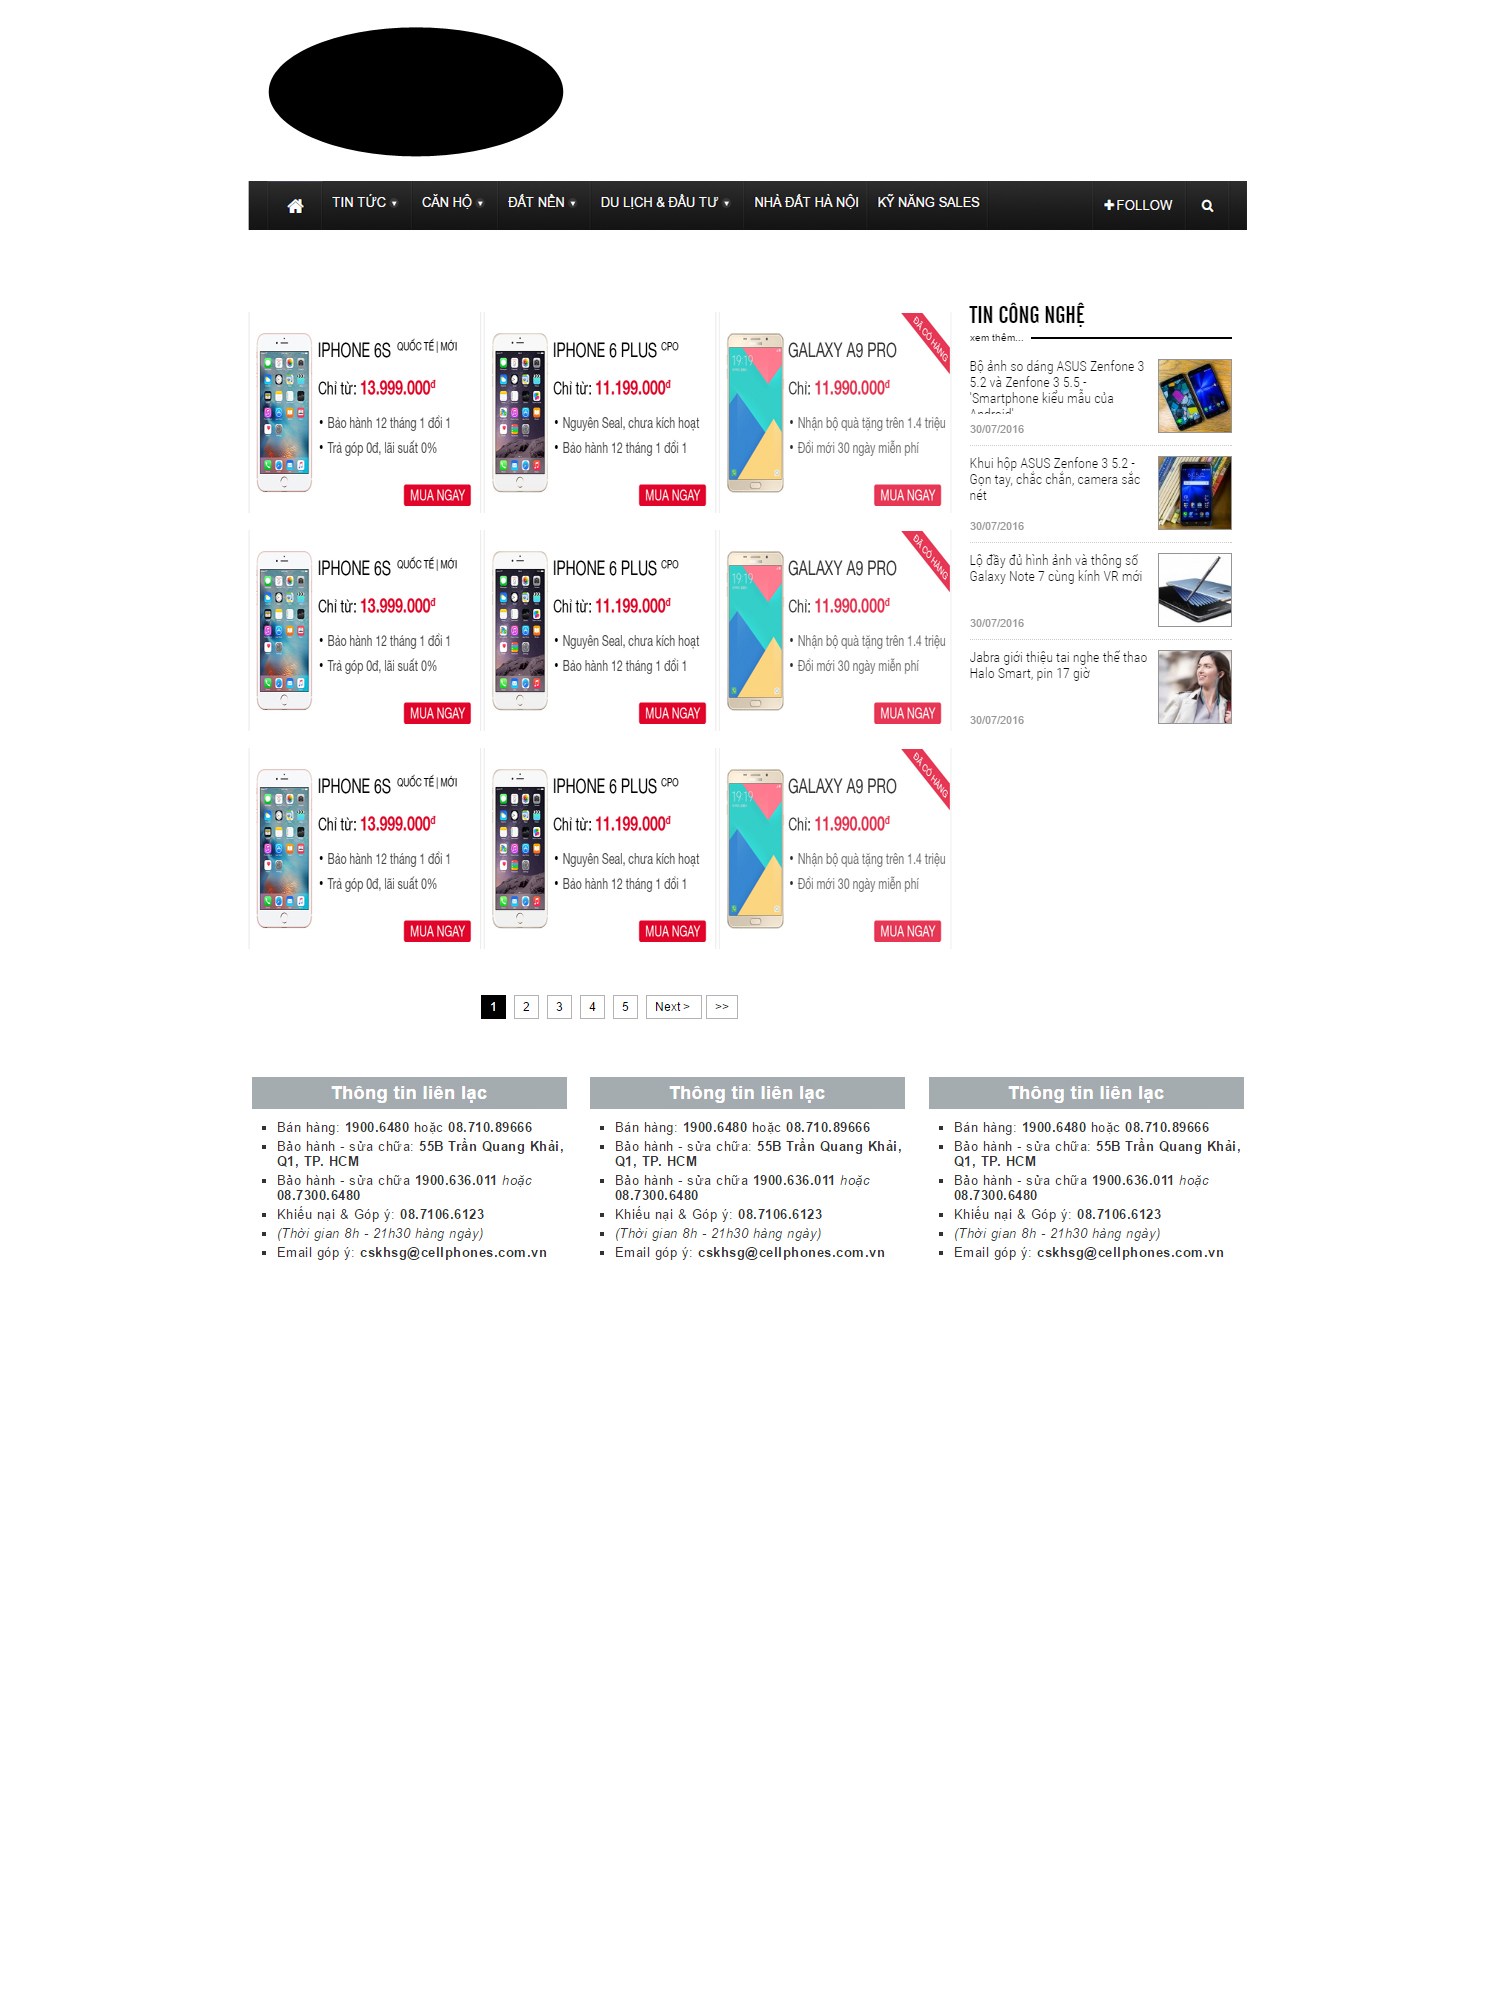 TIN TỨC
CĂN HỘ
ĐẤT NỀN
DU LỊCH & ĐẦU TƯ
NHÀ ĐẤT HÀ NỘI
KỸ NĂNG SALES
FOLLOW
IPHONE 6S QUỐC TẾ | MỚI
Chỉ từ: 13.999.000đ
• Bảo hành 12 tháng 1 đổi 1
• Trả góp 0đ, lãi suất 0%
MUA NGAY
IPHONE 6 PLUS CPO
Chỉ từ: 11.199.000đ
• Nguyên Seal, chưa kích hoạt
• Bảo hành 12 tháng 1 đổi 1
MUA NGAY
ĐÃ CÓ HÀNG
GALAXY A9 PRO
19:19
Chỉ: 11.990.000đ
• Nhận bộ quà tặng trên 1.4 triệu
• Đổi mới 30 ngày miễn phí
MUA NGAY
IPHONE 6S QUỐC TẾ | MỚI
Chỉ từ: 13.999.000đ
• Bảo hành 12 tháng 1 đổi 1
• Trả góp 0đ, lãi suất 0%
MUA NGAY
IPHONE 6 PLUS CPO
Chỉ từ: 11.199.000đ
• Nguyên Seal, chưa kích hoạt
• Bảo hành 12 tháng 1 đổi 1
MUA NGAY
ĐÃ CÓ HÀNG
GALAXY A9 PRO
19:19
Chỉ: 11.990.000đ
• Nhận bộ quà tặng trên 1.4 triệu
• Đổi mới 30 ngày miễn phí
MUA NGAY
IPHONE 6S QUỐC TẾ | MỚI
Chỉ từ: 13.999.000đ
• Bảo hành 12 tháng 1 đổi 1
• Trả góp 0đ, lãi suất 0%
MUA NGAY
IPHONE 6 PLUS CPO
Chỉ từ: 11.199.000đ
• Nguyên Seal, chưa kích hoạt
• Bảo hành 12 tháng 1 đổi 1
MUA NGAY
ĐÃ CÓ HÀNG
GALAXY A9 PRO
19:19
Chỉ: 11.990.000đ
• Nhận bộ quà tặng trên 1.4 triệu
• Đổi mới 30 ngày miễn phí
MUA NGAY
TIN CÔNG NGHỆ
xem thêm...
Bộ ảnh so dáng ASUS Zenfone 3
5.2 và Zenfone 3 5.5 -
'Smartphone kiểu mẫu của
Android'
30/07/2016
Khui hộp ASUS Zenfone 3 5.2 -
Gọn tay, chắc chắn, camera sắc
nét
30/07/2016
Lộ đầy đủ hình ảnh và thông số
Galaxy Note 7 cùng kính VR mới
30/07/2016
Jabra giới thiệu tai nghe thể thao
Halo Smart, pin 17 giờ
30/07/2016
1 2 3 4 5 Next > >>
Thông tin liên lạc
Bán hàng: 1900.6480 hoặc 08.710.89666
Bảo hành - sửa chữa: 55B Trần Quang Khải,
Q1, TP. HCM
Bảo hành - sửa chữa 1900.636.011 hoặc
08.7300.6480
Khiếu nại & Góp ý: 08.7106.6123
(Thời gian 8h - 21h30 hàng ngày)
Email góp ý: cskhsg@cellphones.com.vn
Thông tin liên lạc
Bán hàng: 1900.6480 hoặc 08.710.89666
Bảo hành - sửa chữa: 55B Trần Quang Khải,
Q1, TP. HCM
Bảo hành - sửa chữa 1900.636.011 hoặc
08.7300.6480
Khiếu nại & Góp ý: 08.7106.6123
(Thời gian 8h - 21h30 hàng ngày)
Email góp ý: cskhsg@cellphones.com.vn
Thông tin liên lạc
Bán hàng: 1900.6480 hoặc 08.710.89666
Bảo hành - sửa chữa: 55B Trần Quang Khải,
Q1, TP. HCM
Bảo hành - sửa chữa 1900.636.011 hoặc
08.7300.6480
Khiếu nại & Góp ý: 08.7106.6123
(Thời gian 8h - 21h30 hàng ngày)
Email góp ý: cskhsg@cellphones.com.vn